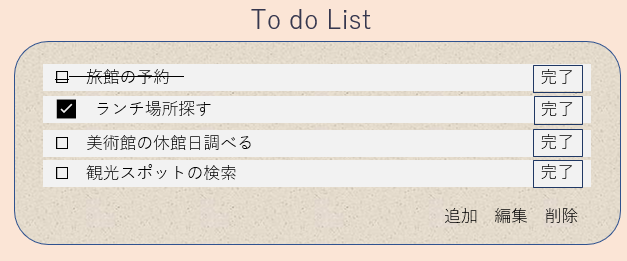 To do List
旅館の予約 完了
ランチ場所探す 完了
美術館の休館日調べる 完了
観光スポットの検索 完了
追加 編集 削除